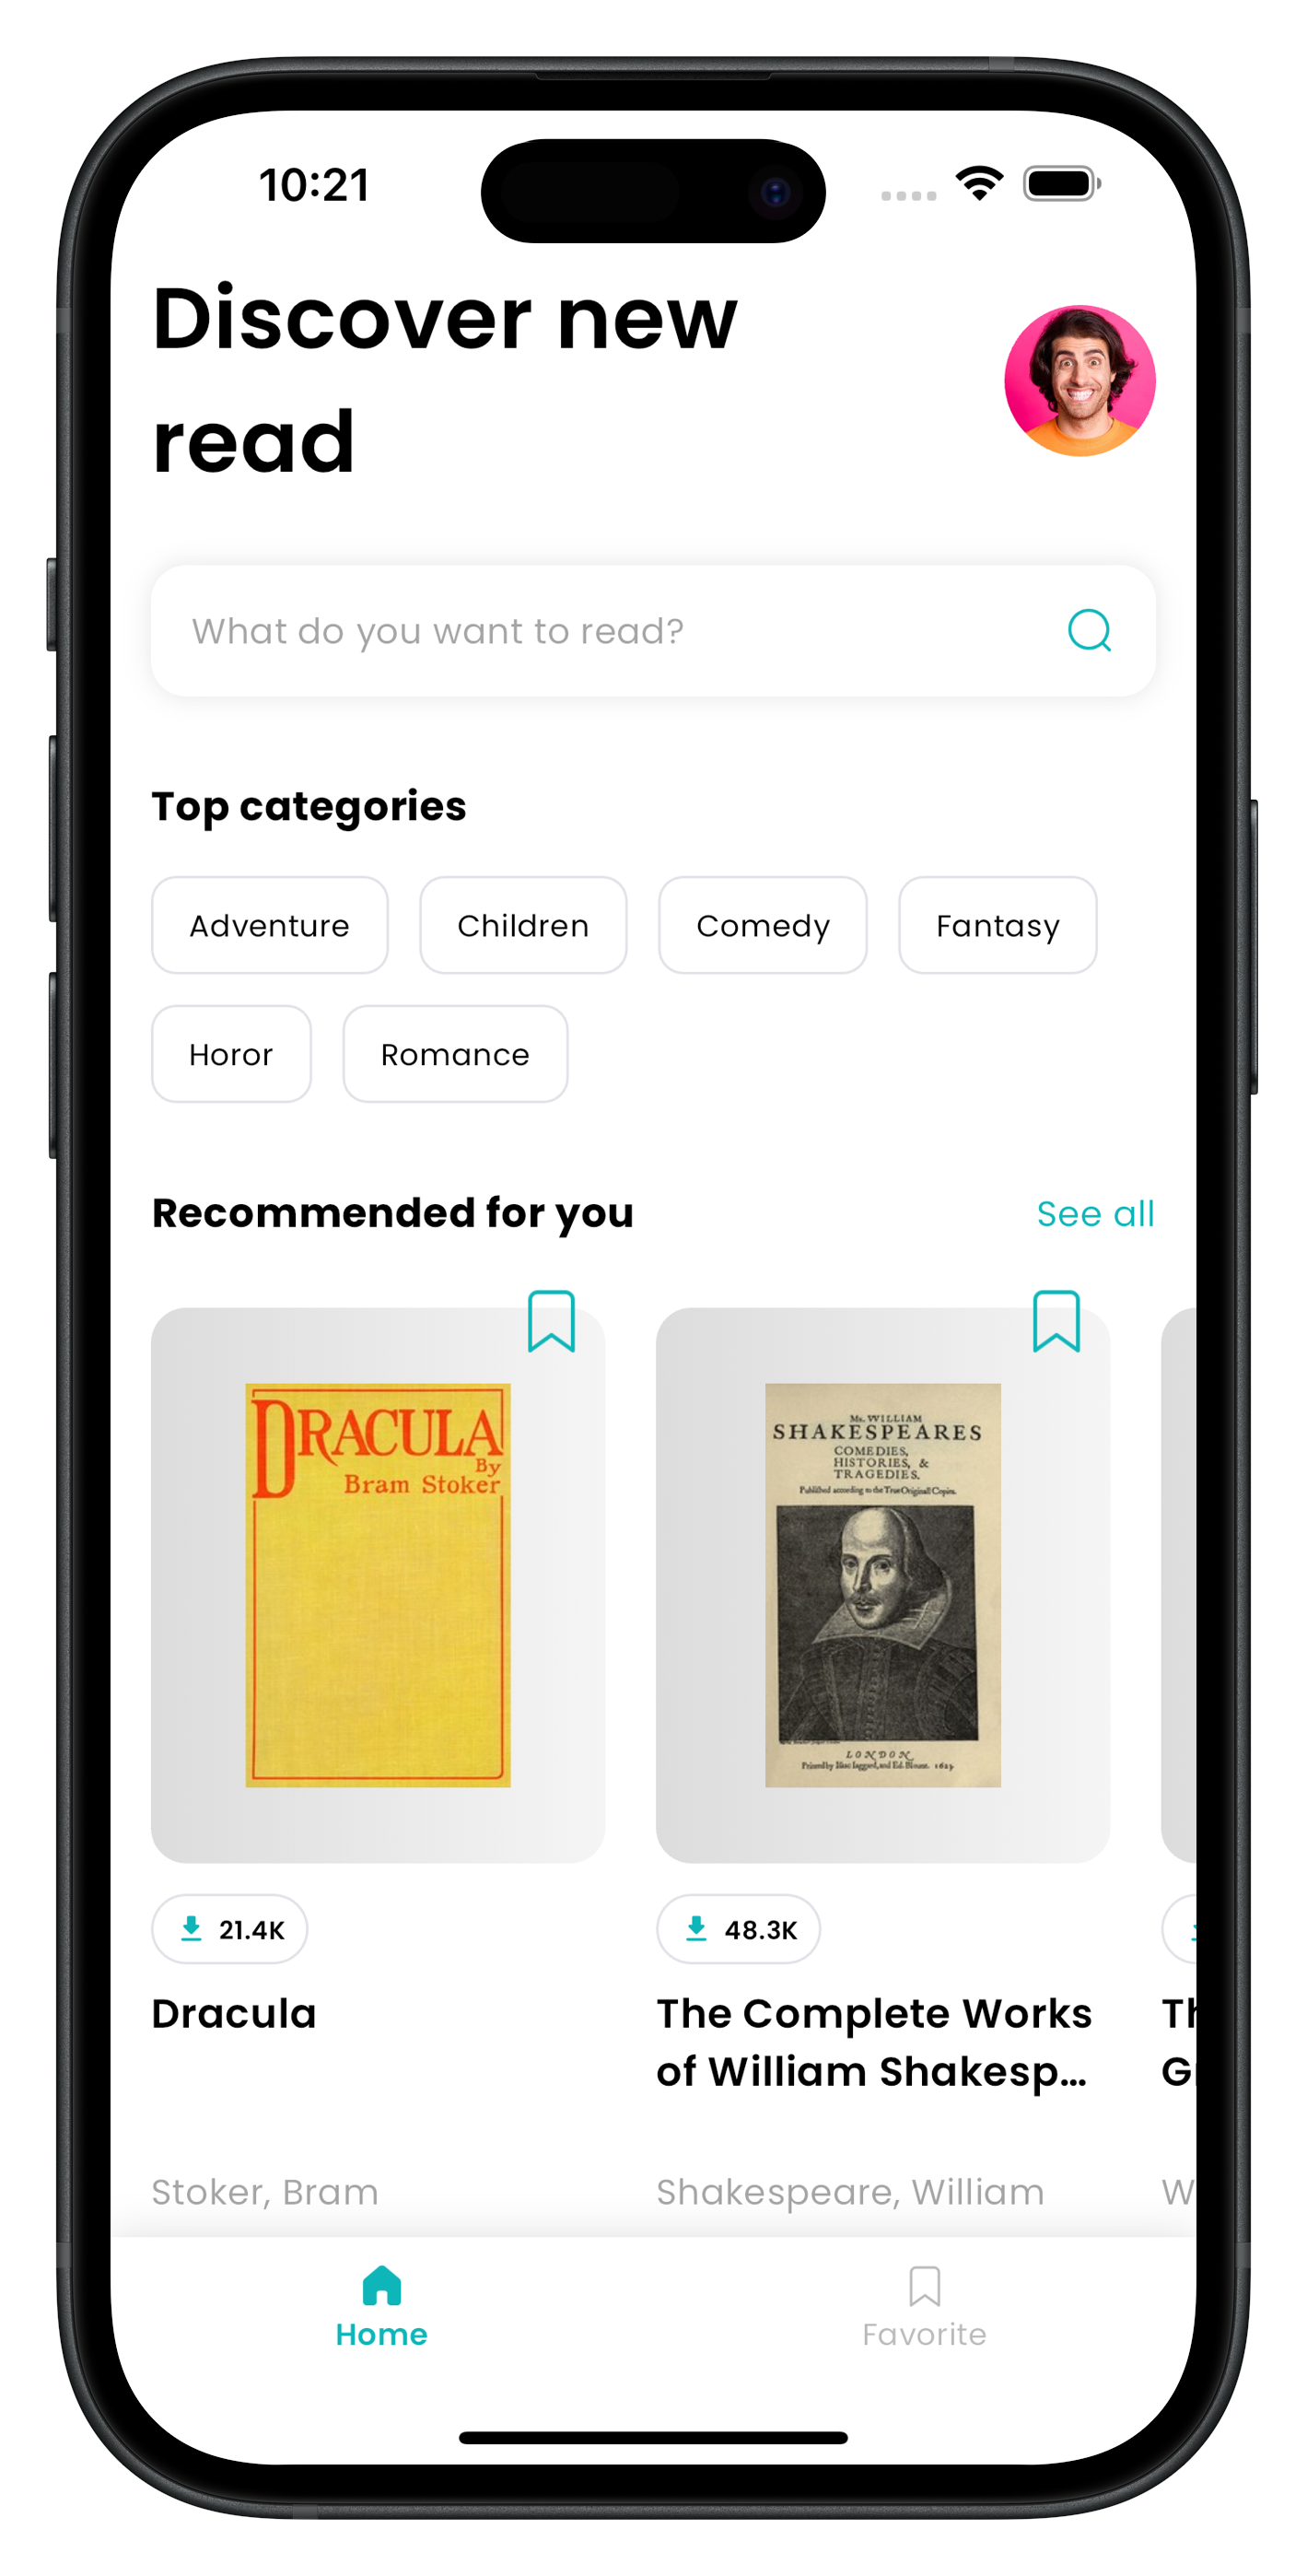 10:21
Discover new
read
What do you want to read?
Top categories
Adventure
Children
Comedy
Fantasy
Horor
Romance
Recommended for you
See all
DRACULA
By
Bram Stoker
Mr. WILLIAM
SHAKESPEARES
COMEDIES,
HISTORIES, &
TRAGEDIES.
Published according to the True Originall Copies.
LONDON
Printed by Isaac Iaggard, and Ed. Blount. 1623
21.4K
48.3K
Dracula
The Complete Works
of William Shakesp...
Th
G
Stoker, Bram
Shakespeare, William
W
Home
Favorite